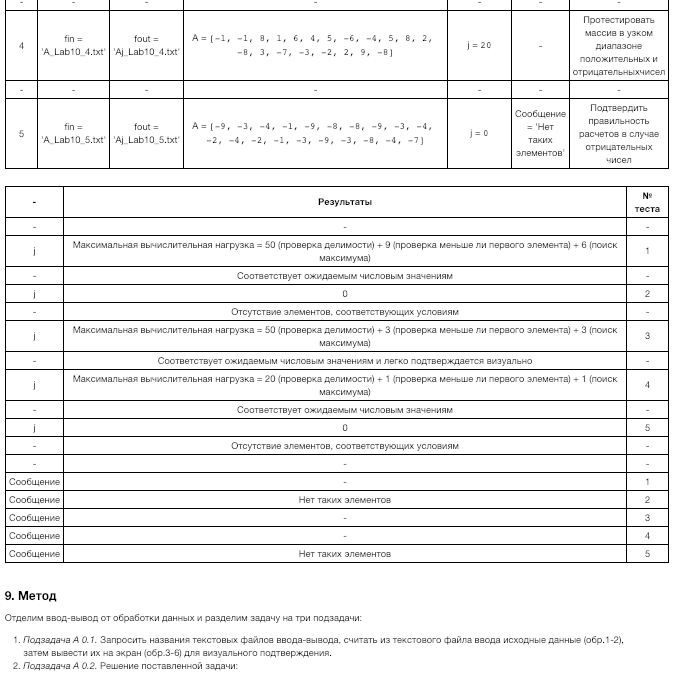 - - - - - - -
4 fin = 'A_Lab10_4.txt' fout = 'Aj_Lab10_4.txt' A = [-1, -1, 8, 1, 6, 4, 5, -6, -4, 5, 8, 2, -8, 3, -7, -3, -2, 2, 9, -8] j = 20 - Протестировать массив в узком диапазоне положительных и отрицательныхчисел
- - - - - - -
5 fin = 'A_Lab10_5.txt' fout = 'Aj_Lab10_5.txt' A = [-9, -3, -4, -1, -9, -8, -8, -9, -3, -4, -2, -4, -2, -1, -3, -9, -3, -8, -4, -7] j = 0 Сообщение = 'Нет таких элементов' Подтвердить правильность расчетов в случае отрицательных чисел
- Результаты № теста
- - -
j Максимальная вычислительная нагрузка = 50 (проверка делимости) + 9 (проверка меньше ли первого элемента) + 6 (поиск максимума) 1
- Соответствует ожидаемым числовым значениям -
j 0 2
- Отсутствие элементов, соответствующих условиям -
j Максимальная вычислительная нагрузка = 50 (проверка делимости) + 3 (проверка меньше ли первого элемента) + 3 (поиск максимума) 3
- Соответствует ожидаемым числовым значениям и легко подтверждается визуально -
j Максимальная вычислительная нагрузка = 20 (проверка делимости) + 1 (проверка меньше ли первого элемента) + 1 (поиск максимума) 4
- Соответствует ожидаемым числовым значениям -
j 0 5
- Отсутствие элементов, соответствующих условиям -
- - -
Сообщение - 1
Сообщение Нет таких элементов 2
Сообщение - 3
Сообщение - 4
Сообщение Нет таких элементов 5
9. Метод
Отделим ввод-вывод от обработки данных и разделим задачу на три подзадачи:
1. Подзадача A 0.1. Запросить названия текстовых файлов ввода-вывода, считать из текстового файла ввода исходные данные (обр.1-2),
затем вывести их на экран (обр.3-6) для визуального подтверждения.
2. Подзадача A 0.2. Решение поставленной задачи: